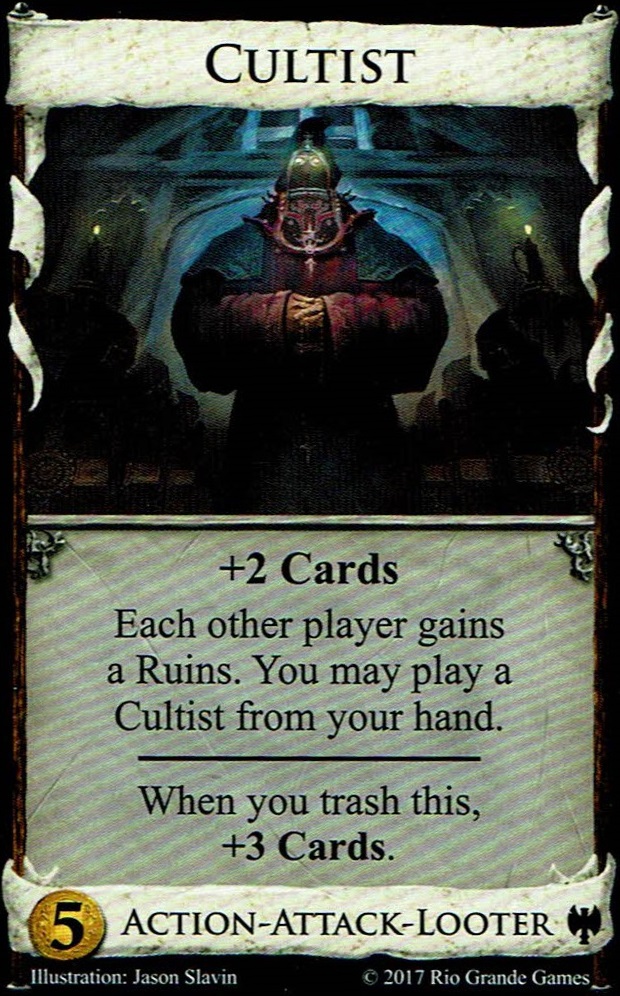 CULTIST
+2 Cards
Each other player gains
a Ruins. You may play a
Cultist from your hand.
When you trash this,
+3 Cards.
5 ACTION-ATTACK-LOOTER
Illustration: Jason Slavin © 2017 Rio Grande Games